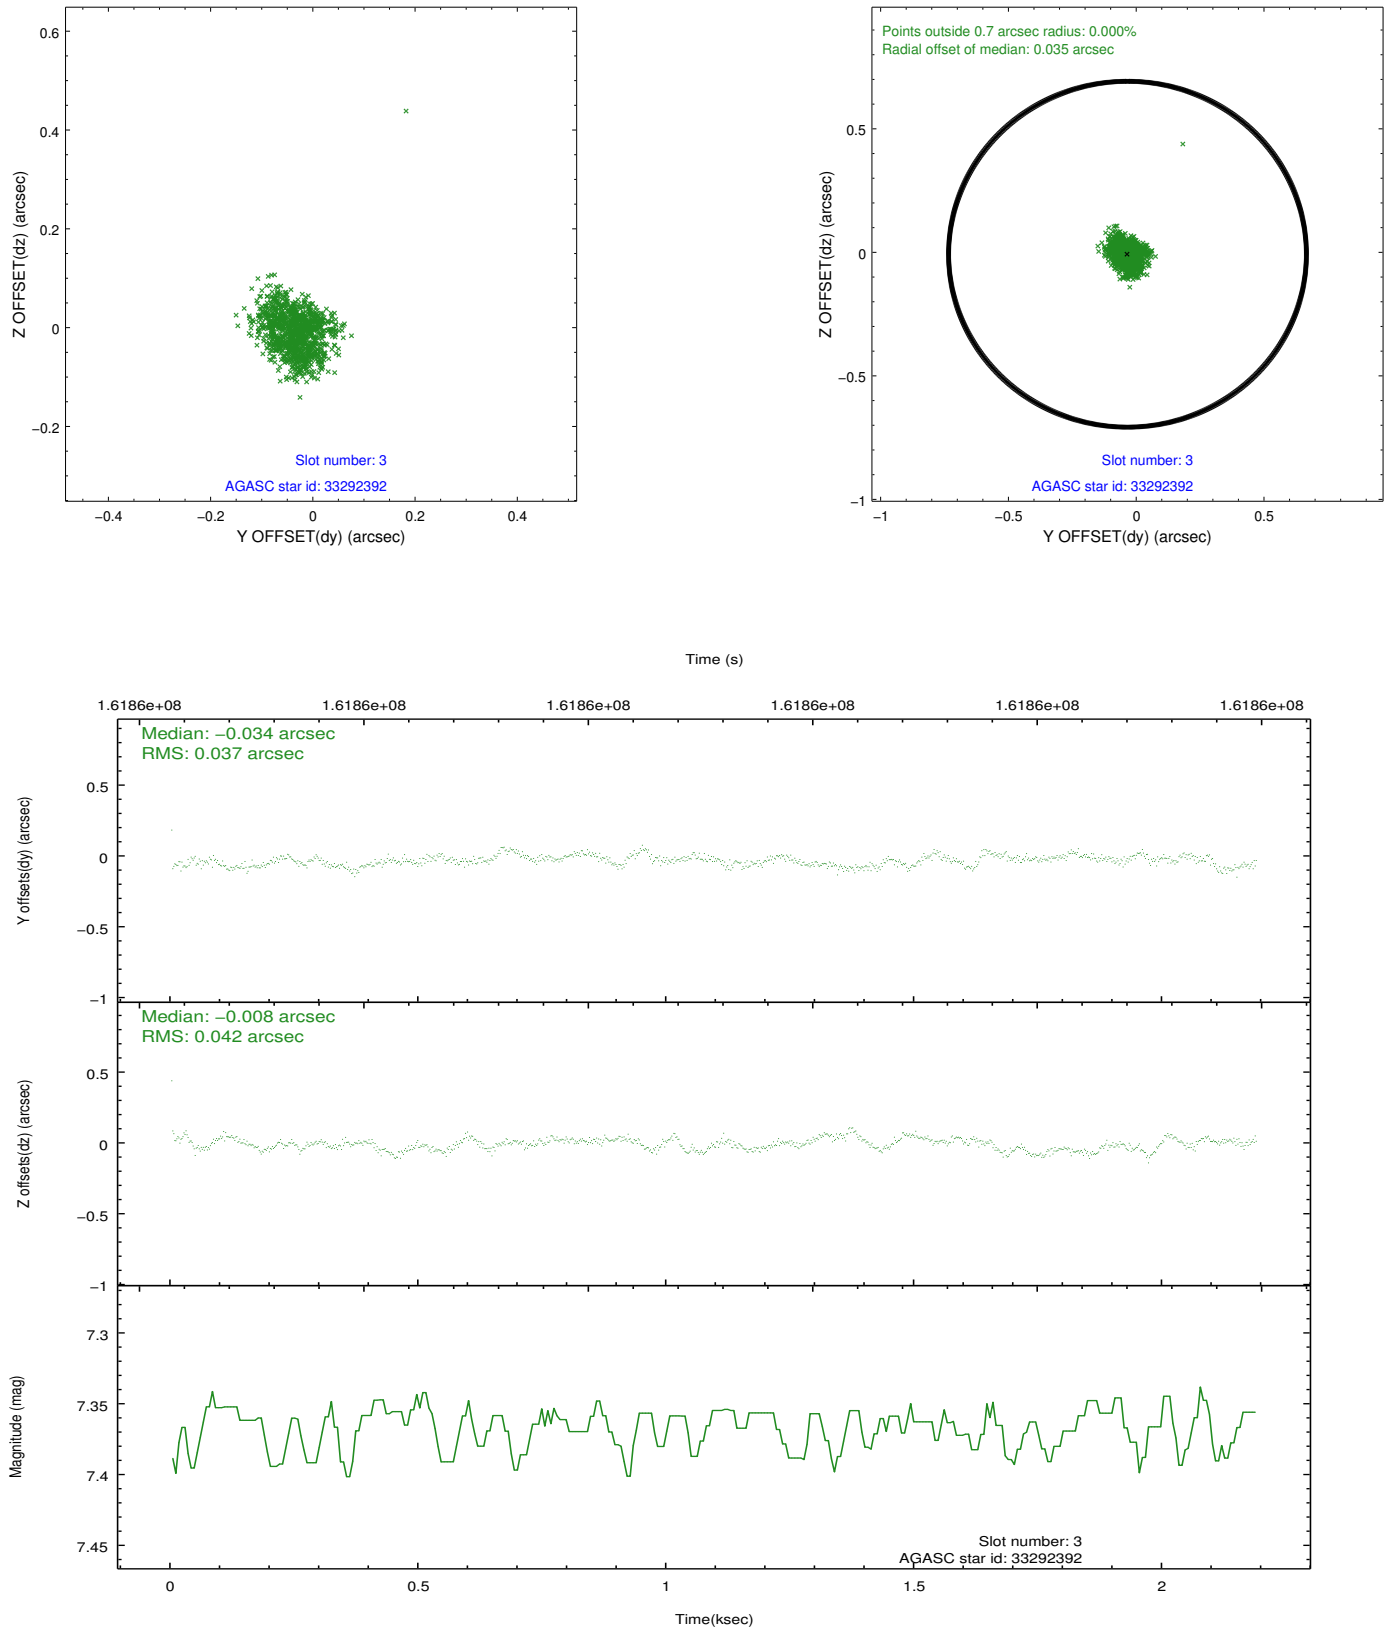 0.6
0.4
0.2
0
−0.2
Z OFFSET(dz) (arcsec)
Slot number: 3
AGASC star id: 33292392
−0.4 −0.2 0 0.2 0.4
Y OFFSET(dy) (arcsec)
Points outside 0.7 arcsec radius: 0.000%
Radial offset of median: 0.035 arcsec
0.5
0
−0.5
−1
Z OFFSET(dz) (arcsec)
Slot number: 3
AGASC star id: 33292392
−1 −0.5 0 0.5
Y OFFSET(dy) (arcsec)
Time (s)
1.6186e+08 1.6186e+08 1.6186e+08 1.6186e+08 1.6186e+08 1.6186e+08
Median: −0.034 arcsec
RMS: 0.037 arcsec
0.5
0
−0.5
−1
Y offsets(dy) (arcsec)
Median: −0.008 arcsec
RMS: 0.042 arcsec
0.5
0
−0.5
−1
Z offsets(dz) (arcsec)
7.3
7.35
7.4
7.45
Magnitude (mag)
Slot number: 3
AGASC star id: 33292392
0 0.5 1 1.5 2
Time(ksec)